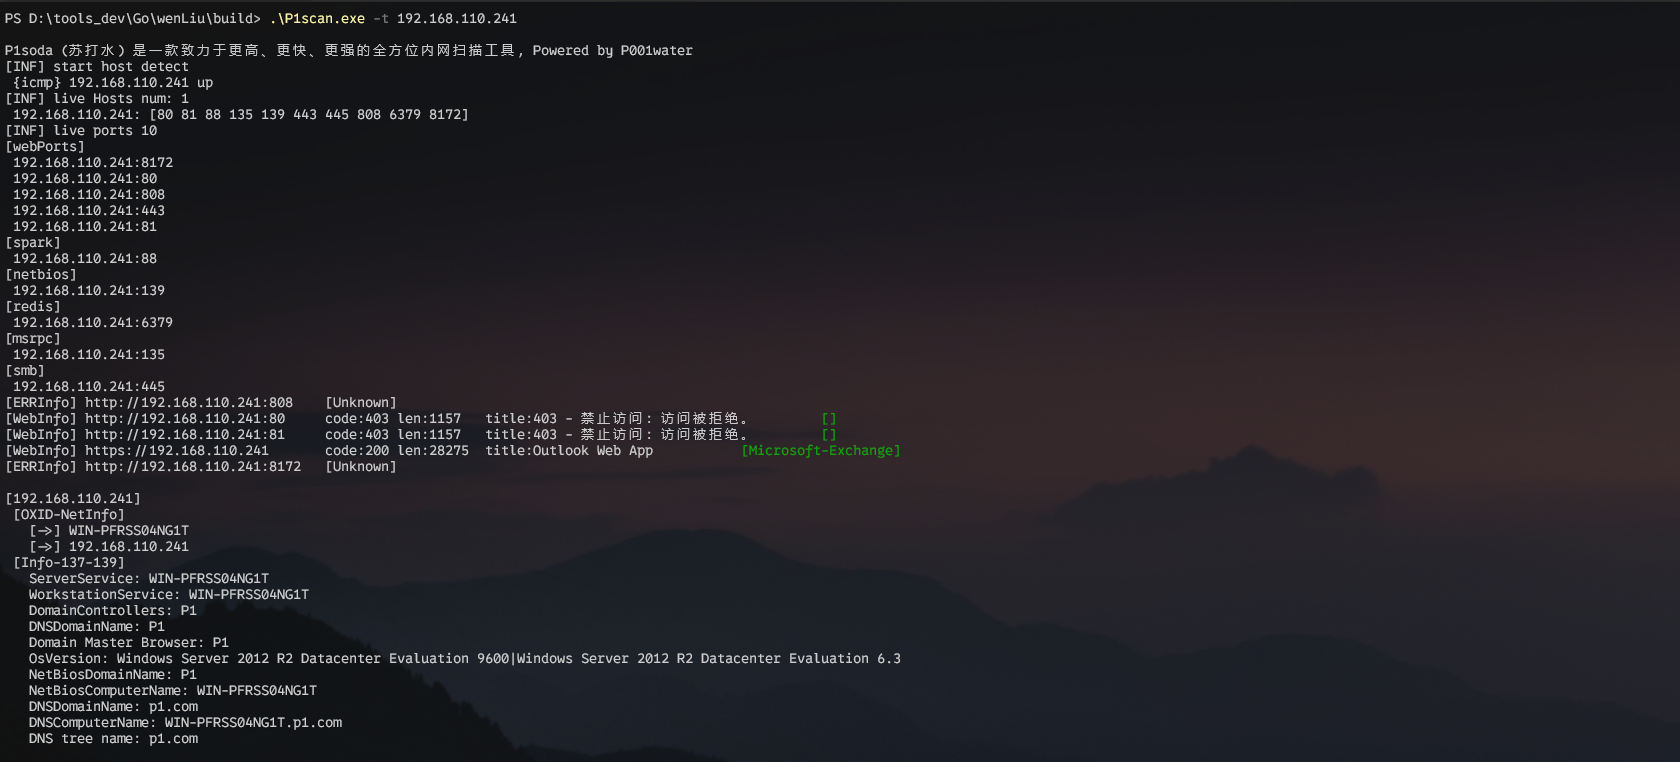 PS D:\tools_dev\Go\wenLiu\build> .\P1scan.exe -t 192.168.110.241
P1soda (苏打水) 是一款致力于更高、更快、更强的全方位内网扫描工具, Powered by P001water
[INF] start host detect
{icmp} 192.168.110.241 up
[INF] live Hosts num: 1
192.168.110.241: [80 81 88 135 139 443 445 808 6379 8172]
[INF] live ports 10
[webPorts]
192.168.110.241:8172
192.168.110.241:80
192.168.110.241:808
192.168.110.241:443
192.168.110.241:81
[spark]
192.168.110.241:88
[netbios]
192.168.110.241:139
[redis]
192.168.110.241:6379
[msrpc]
192.168.110.241:135
[smb]
192.168.110.241:445
[ERRInfo] http://192.168.110.241:808 [Unknown]
[WebInfo] http://192.168.110.241:80 code:403 len:1157 title:403 - 禁止访问: 访问被拒绝。 []
[WebInfo] http://192.168.110.241:81 code:403 len:1157 title:403 - 禁止访问: 访问被拒绝。 []
[WebInfo] https://192.168.110.241 code:200 len:28275 title:Outlook Web App [Microsoft-Exchange]
[ERRInfo] http://192.168.110.241:8172 [Unknown]
[192.168.110.241]
[OXID-NetInfo]
[->] WIN-PFRSS04NG1T
[->] 192.168.110.241
[Info-137-139]
ServerService: WIN-PFRSS04NG1T
WorkstationService: WIN-PFRSS04NG1T
DomainControllers: P1
DNSDomainName: P1
Domain Master Browser: P1
OsVersion: Windows Server 2012 R2 Datacenter Evaluation 9600|Windows Server 2012 R2 Datacenter Evaluation 6.3
NetBiosDomainName: P1
NetBiosComputerName: WIN-PFRSS04NG1T
DNSDomainName: p1.com
DNSComputerName: WIN-PFRSS04NG1T.p1.com
DNS tree name: p1.com